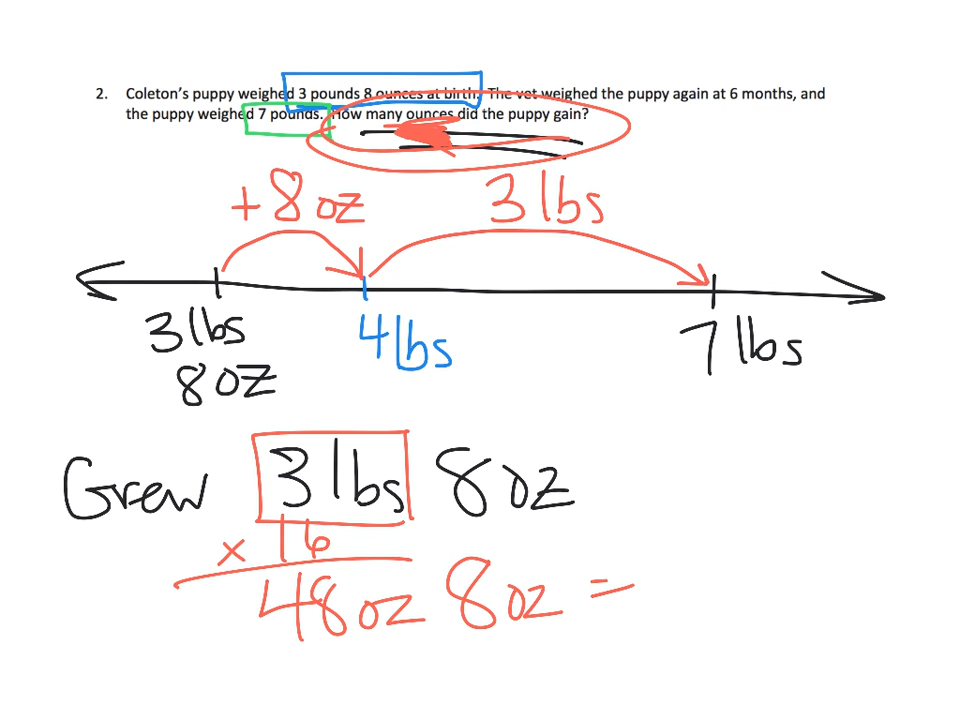 2. Coleton's puppy weighed 3 pounds 8 ounces at birth. The vet weighed the puppy again at 6 months, and
the puppy weighed 7 pounds. How many ounces did the puppy gain?
+8 oz 3 lbs
3 lbs 4 lbs 7 lbs
8 oz
Grew 3 lbs 8 oz
x 16
48 oz 8 oz =